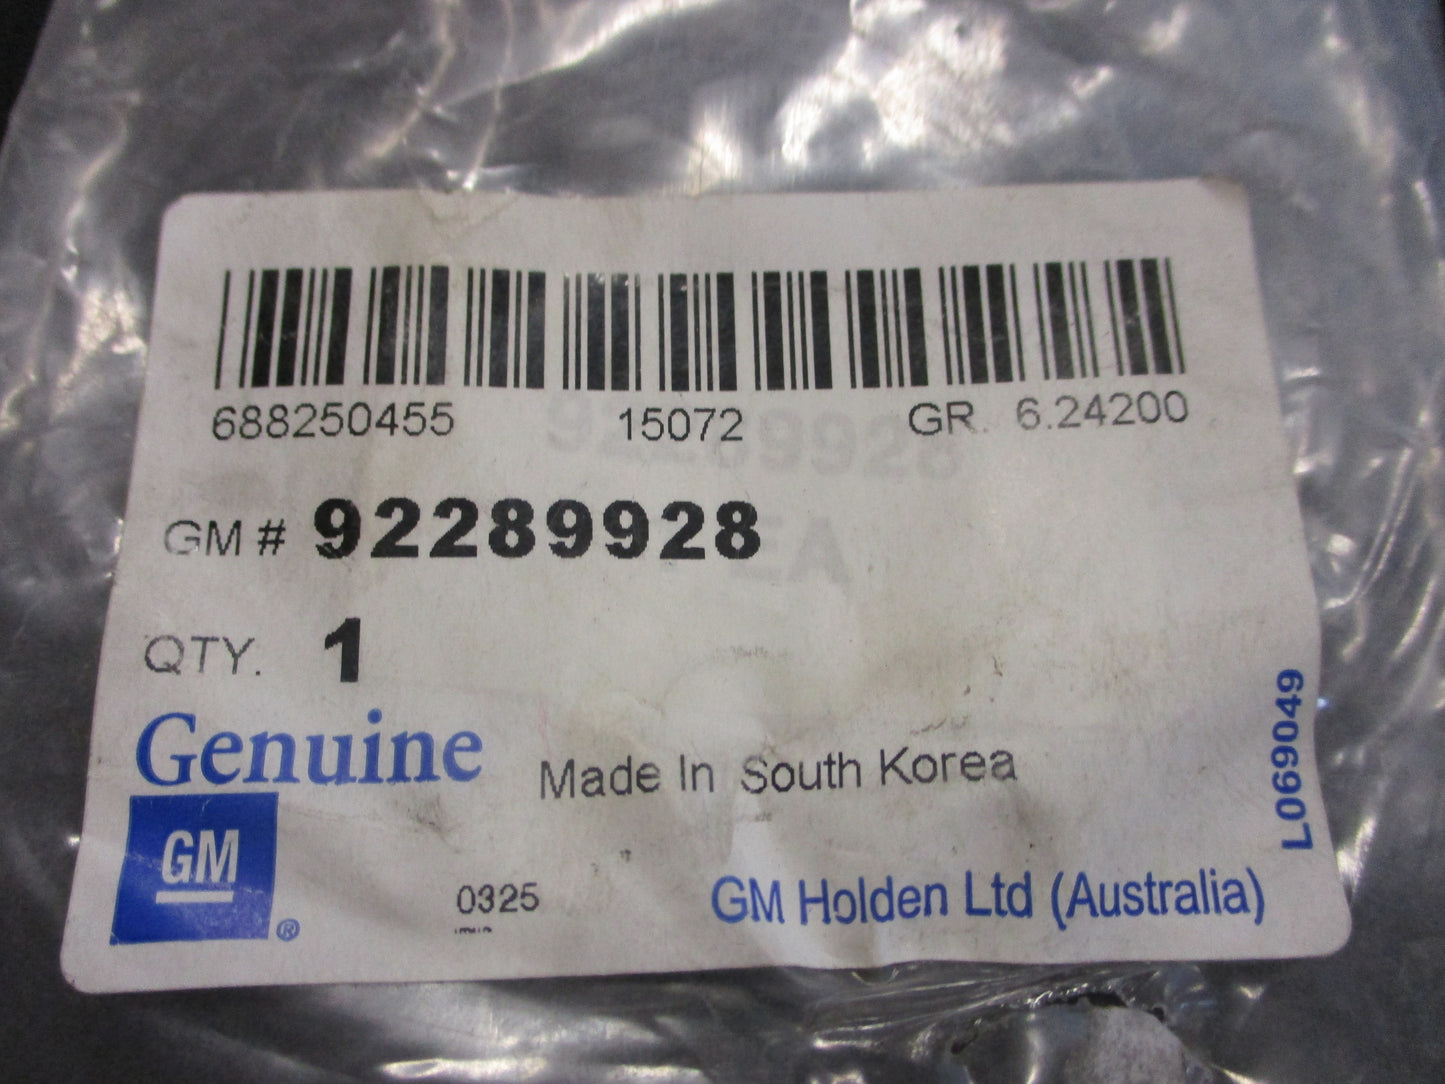 688250455 15072 GR. 6.24200
GM # 92289928
QTY. 1
Genuine
Made In South Korea
GM
®
0325
GM Holden Ltd (Australia)
L069049